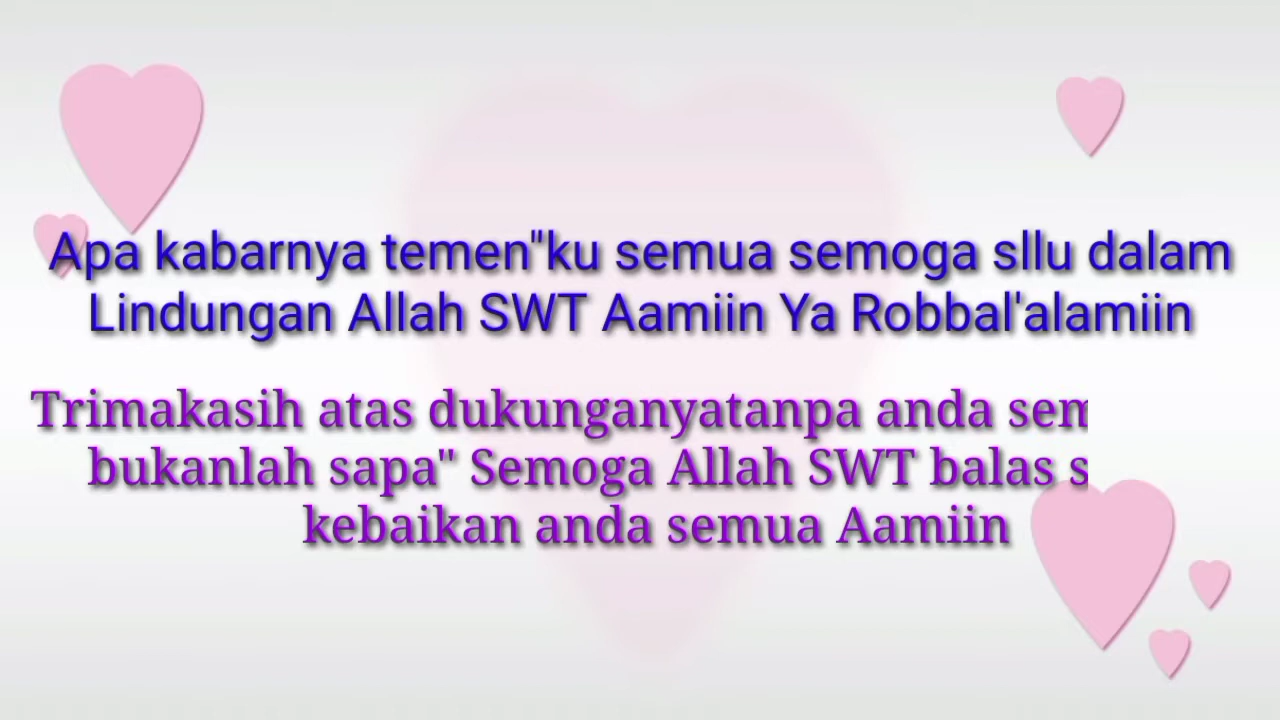 Apa kabarnya temen"ku semua semoga sllu dalam
Lindungan Allah SWT Aamiin Ya Robbal'alamiin
Trimakasih atas dukunganyatanpa anda
bukanlah sapa" Semoga Allah SWT balas
kebaikan anda semua Aamiin